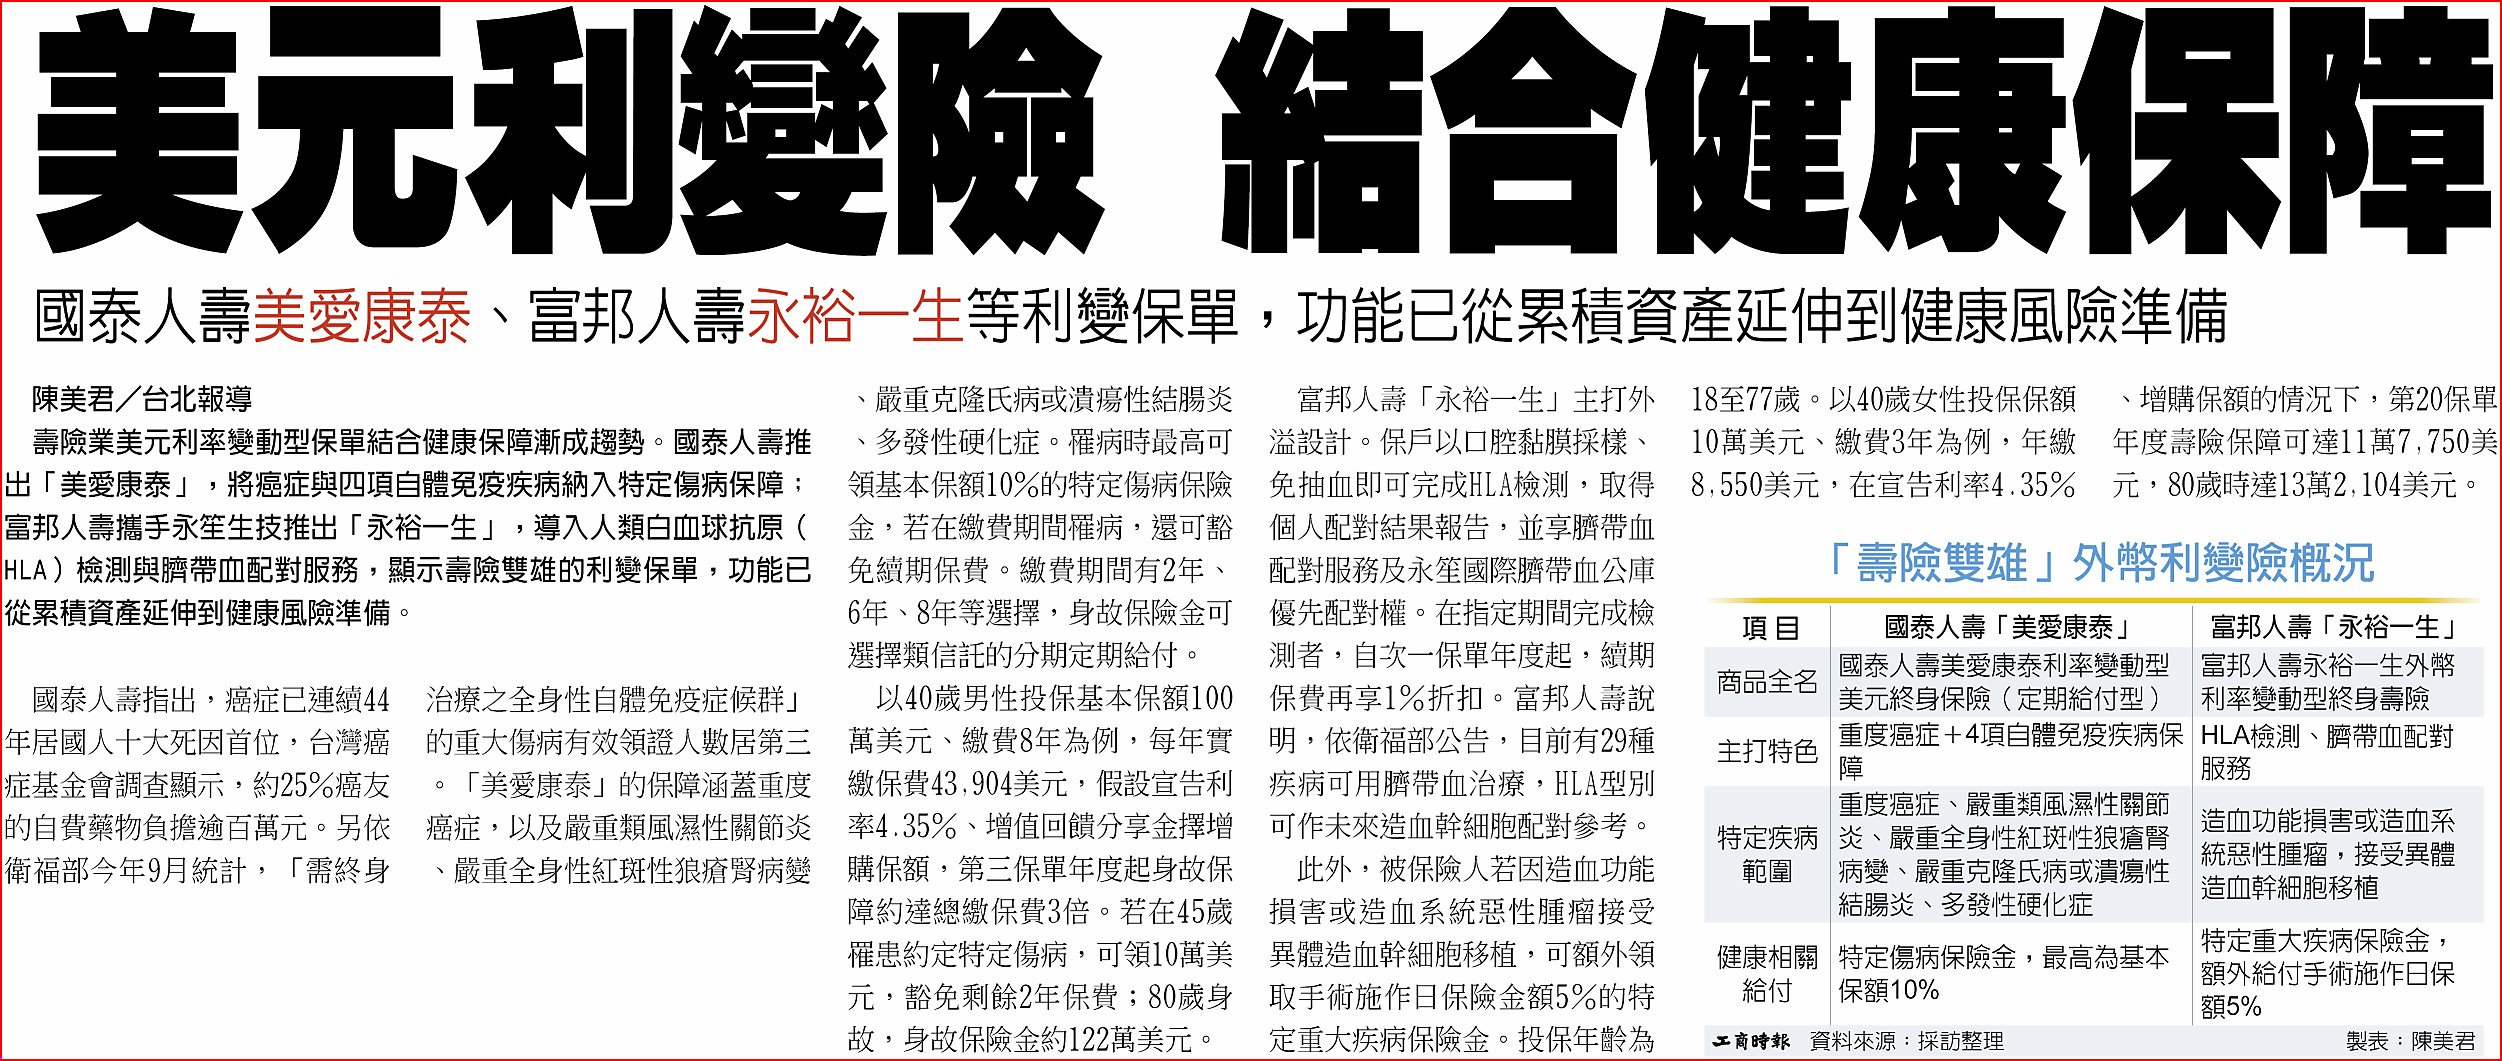 美元利變險 結合健康保障
國泰人壽美愛康泰、富邦人壽永裕一生等利變保單，功能已從累積資產延伸到健康風險準備
陳美君／台北報導
壽險業美元利率變動型保單結合健康保障漸成趨勢。國泰人壽推
出「美愛康泰」，將癌症與四項自體免疫疾病納入特定傷病保障；
富邦人壽攜手永笙生技推出「永裕一生」，導入人類白血球抗原（
HLA）檢測與臍帶血配對服務，顯示壽險雙雄的利變保單，功能已
從累積資產延伸到健康風險準備。
國泰人壽指出，癌症已連續44
年居國人十大死因首位，台灣癌
症基金會調查顯示，約25%癌友
的自費藥物負擔逾百萬元。另依
衛福部今年9月統計，「需終身
治療之全身性自體免疫症候群」
的重大傷病有效領證人數居第三
。「美愛康泰」的保障涵蓋重度
癌症，以及嚴重類風濕性關節炎
、嚴重全身性紅斑性狼瘡腎病變
、嚴重克隆氏病或潰瘍性結腸炎
、多發性硬化症。罹病時最高可
領基本保額10%的特定傷病保險
金，若在繳費期間罹病，還可豁
免續期保費。繳費期間有2年、
6年、8年等選擇，身故保險金可
選擇類信託的分期定期給付。
以40歲男性投保基本保額100
萬美元、繳費8年為例，每年實
繳保費43,904美元，假設宣告利
率4.35%、增值回饋分享金擇增
購保額，第三保單年度起身故保
障約達總繳保費3倍。若在45歲
罹患約定特定傷病，可領10萬美
元，豁免剩餘2年保費；80歲身
故，身故保險金約122萬美元。
富邦人壽「永裕一生」主打外
溢設計。保戶以口腔黏膜採樣、
免抽血即可完成HLA檢測，取得
個人配對結果報告，並享臍帶血
配對服務及永笙國際臍帶血公庫
優先配對權。在指定期間完成檢
測者，自次一保單年度起，續期
保費再享1%折扣。富邦人壽說
明，依衛福部公告，目前有29種
疾病可用臍帶血治療，HLA型別
可作未來造血幹細胞配對參考。
此外，被保險人若因造血功能
損害或造血系統惡性腫瘤接受
異體造血幹細胞移植，可額外領
取手術施作日保險金額5%的特
定重大疾病保險金。投保年齡為
18至77歲。以40歲女性投保保額
10萬美元、繳費3年為例，年繳
8,550美元，在宣告利率4.35%
、增購保額的情況下，第20保單
年度壽險保障可達11萬7,750美
元，80歲時達13萬2,104美元。
「壽險雙雄」外幣利變險概況
項目 國泰人壽「美愛康泰」 富邦人壽「永裕一生」
商品全名 國泰人壽美愛康泰利率變動型
美元終身保險（定期給付型） 富邦人壽永裕一生外幣
利率變動型終身壽險
主打特色 重度癌症＋4項自體免疫疾病保
障 HLA檢測、臍帶血配對
服務
特定疾病
範圍 重度癌症、嚴重類風濕性關節
炎、嚴重全身性紅斑性狼瘡腎
病變、嚴重克隆氏病或潰瘍性
結腸炎、多發性硬化症 造血功能損害或造血系
統惡性腫瘤，接受異體
造血幹細胞移植
健康相關
給付 特定傷病保險金，最高為基本
保額10% 特定重大疾病保險金，
額外給付手術施作日保
額5%
工商時報 資料來源：採訪整理 製表：陳美君